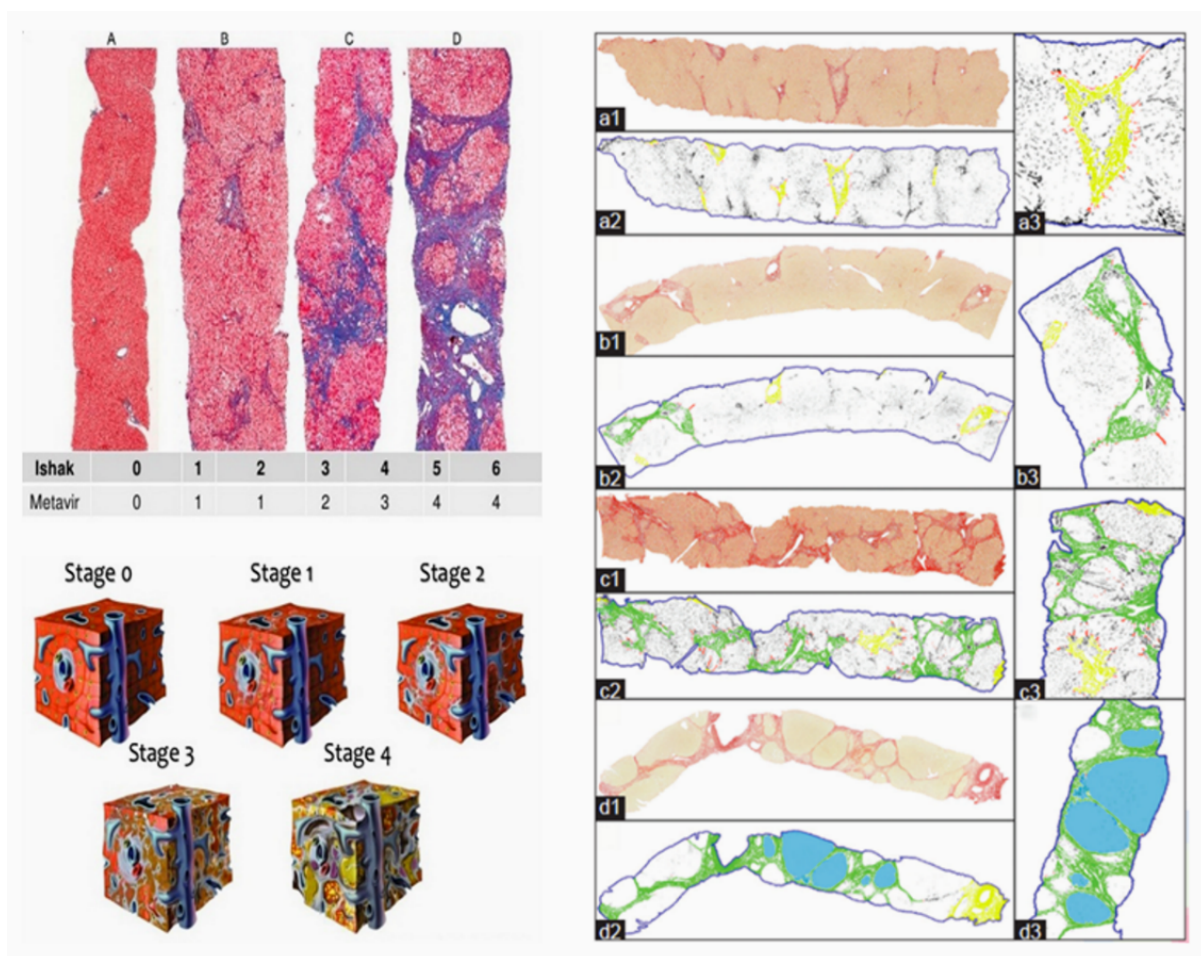 A B C D
Ishak 0 1 2 3 4 5 6
Metavir 0 1 1 2 3 4 4
Stage 0 Stage 1 Stage 2
Stage 3 Stage 4
a1
a2
a3
b1
b2
b3
c1
c2
c3
d1
d2
d3